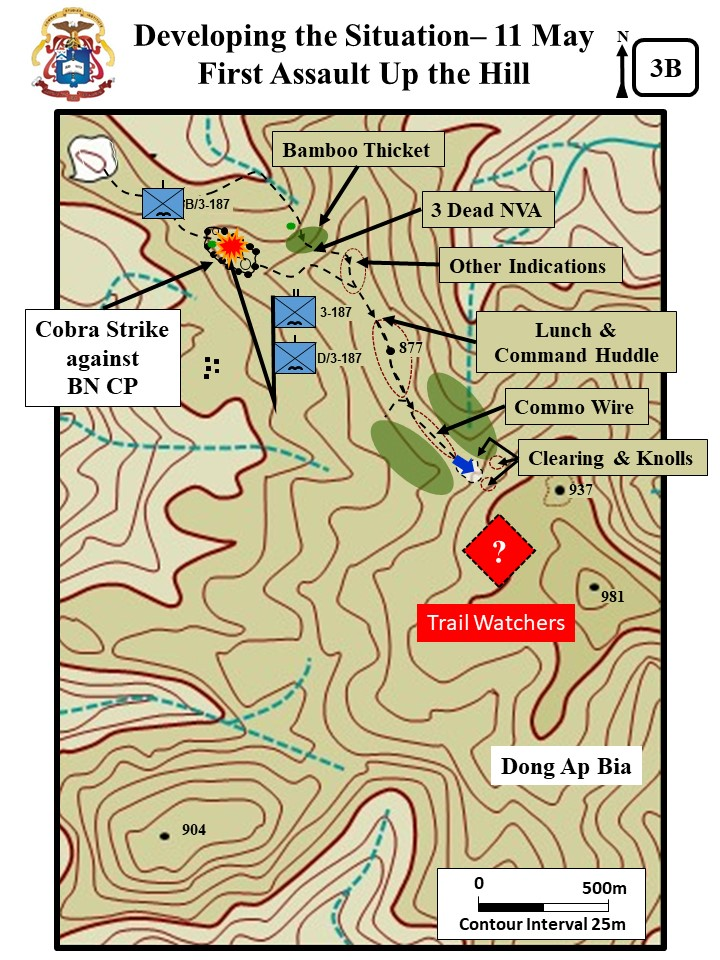 Developing the Situation– 11 May
First Assault Up the Hill
N
3B
Bamboo Thicket
B/3-187
3 Dead NVA
Other Indications
Cobra Strike
against
BN CP
3-187
D/3-187
Lunch &
Command Huddle
877
Commo Wire
Clearing & Knolls
937
?
981
Trail Watchers
Dong Ap Bia
904
0
500m
Contour Interval 25m